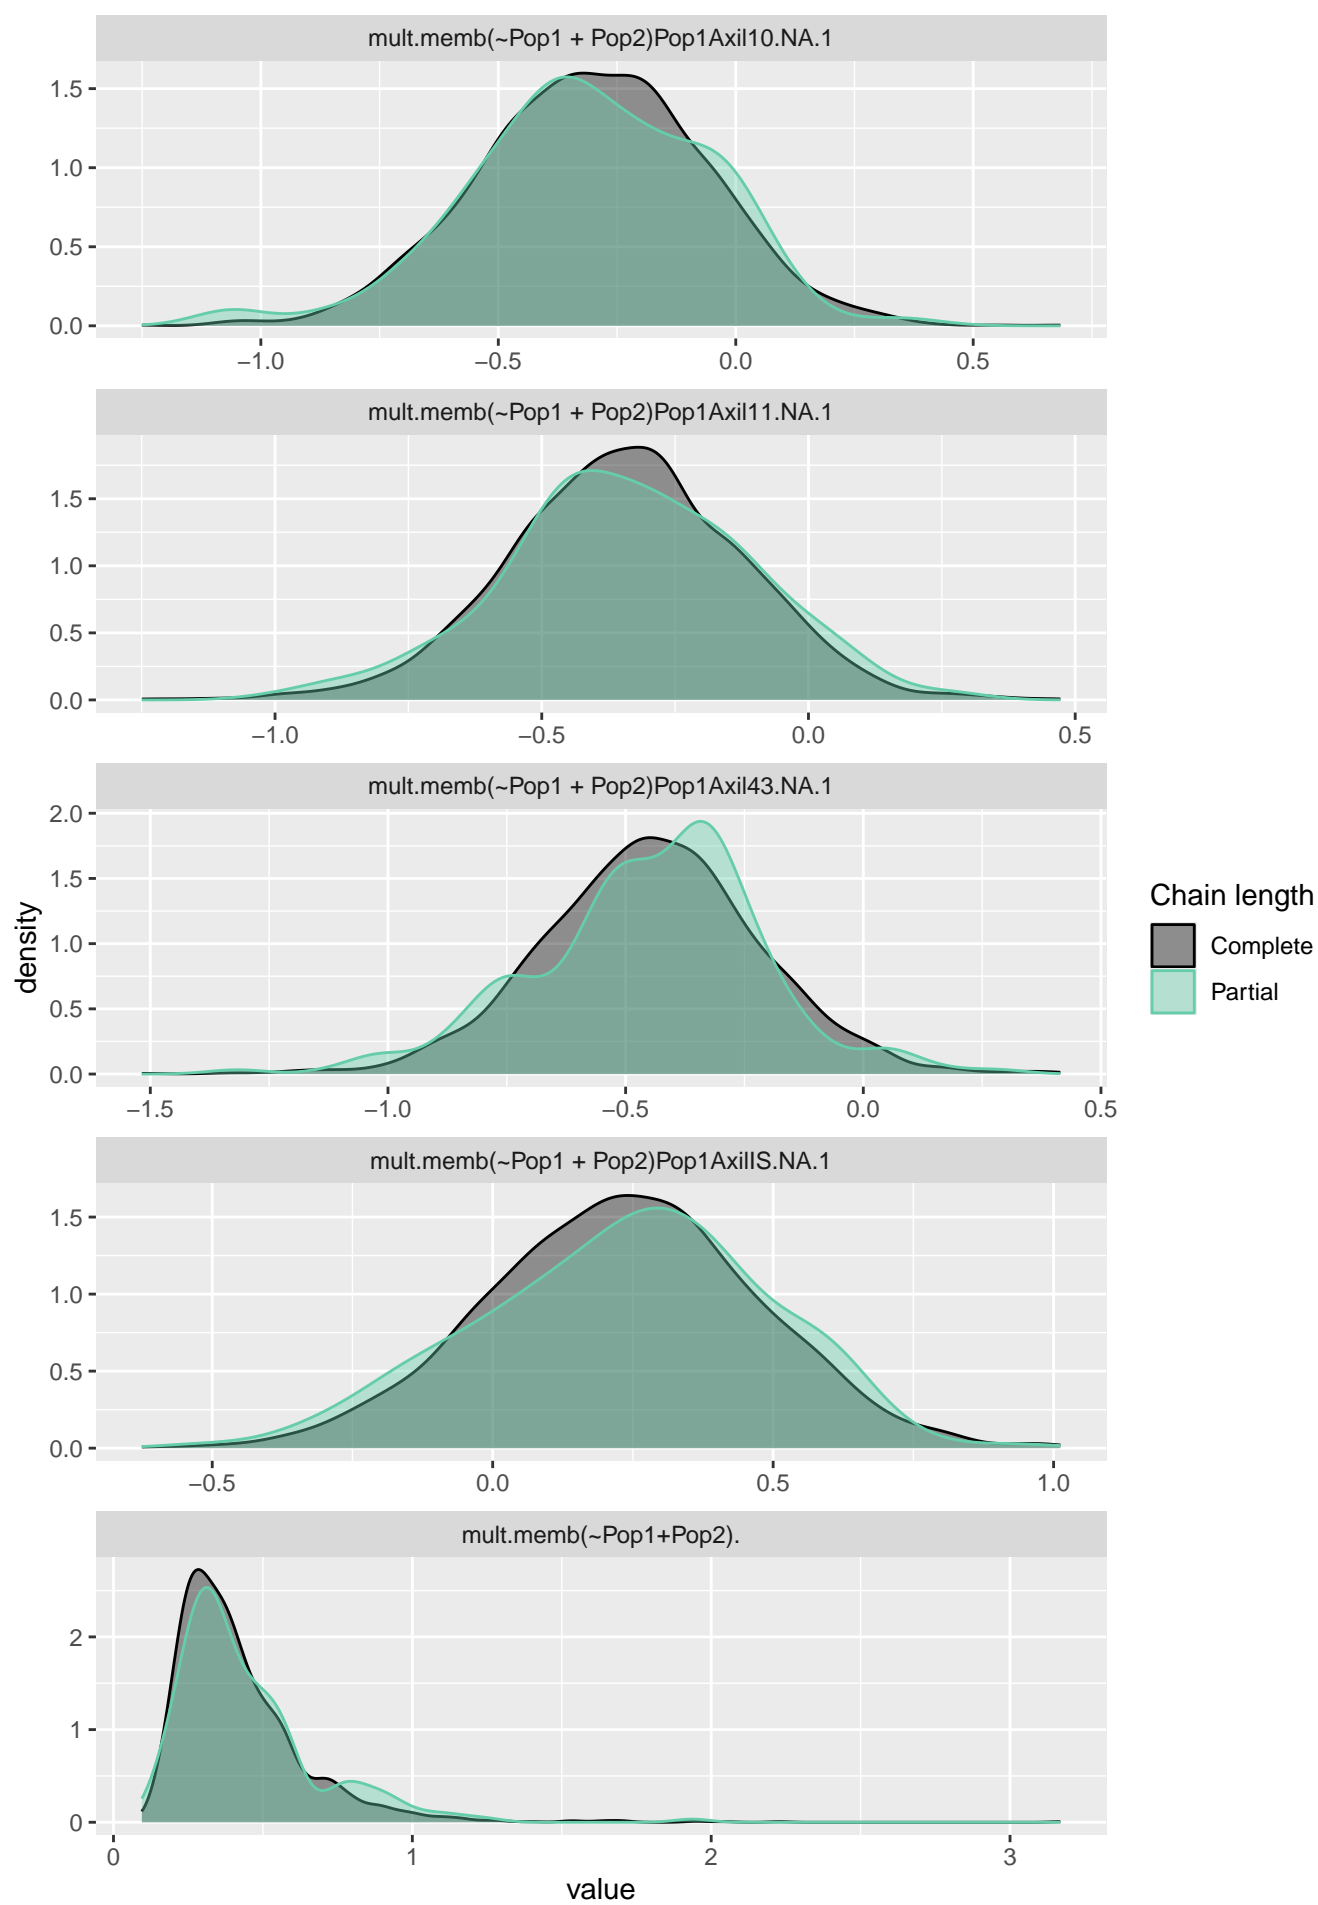 mult.memb(~Pop1 + Pop2)Pop1Axil10.NA.1
1.5
1.0
0.5
0.0
−1.0 −0.5 0.0 0.5
mult.memb(~Pop1 + Pop2)Pop1Axil11.NA.1
1.5
1.0
0.5
0.0
−1.0 −0.5 0.0 0.5
mult.memb(~Pop1 + Pop2)Pop1Axil43.NA.1
2.0
1.5
1.0
0.5
0.0
−1.5 −1.0 −0.5 0.0 0.5
mult.memb(~Pop1 + Pop2)Pop1AxilIS.NA.1
1.5
1.0
0.5
0.0
−0.5 0.0 0.5 1.0
mult.memb(~Pop1+Pop2).
2
1
0
0 1 2 3
value
density
Chain length
Complete
Partial